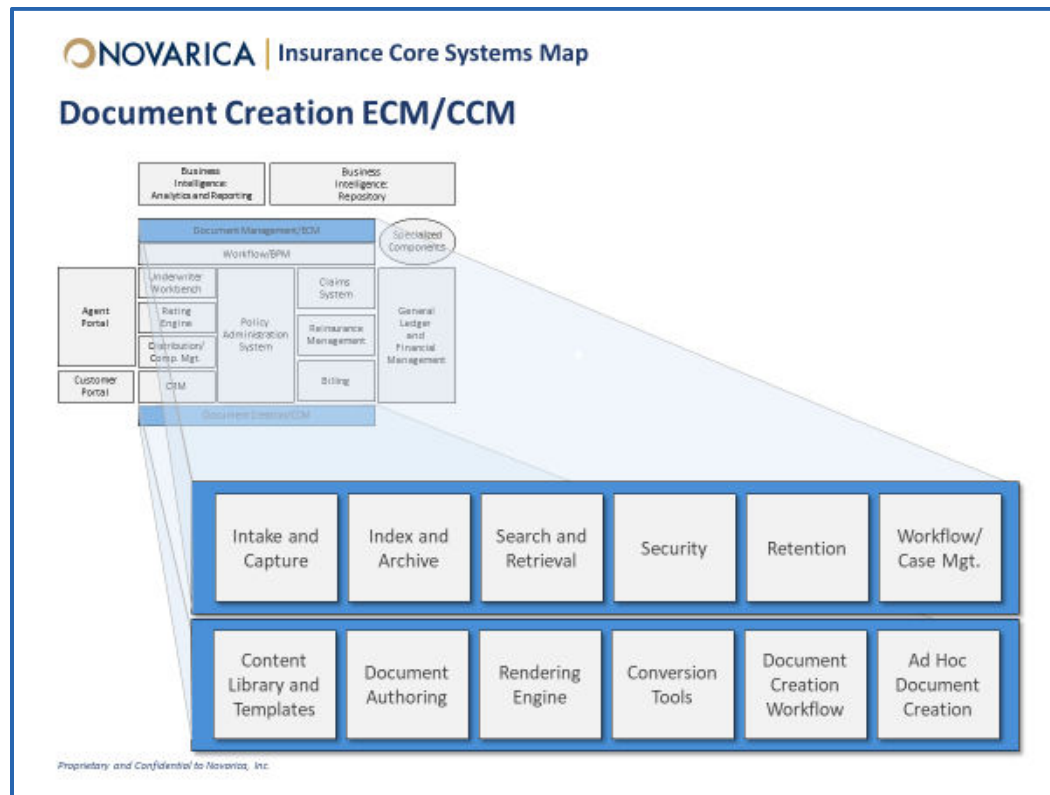 NOVARICA | Insurance Core Systems Map
Document Creation ECM/CCM
Business
Intelligence:
Analytics and Reporting
Business
Intelligence:
Repository
Document Management/ECM
Workflow/BPM
Specialized
Components
Agent
Portal
Customer
Portal
Underwriter
Workbench
Rating
Engine
Distribution/
Comp. Mgt.
CRM
Policy
Administration
System
Claims
System
Reinsurance
Management
Billing
General
Ledger
and
Financial
Management
Document Creation/CCM
Intake and
Capture
Index and
Archive
Search and
Retrieval
Security
Retention
Workflow/
Case Mgt.
Content
Library and
Templates
Document
Authoring
Rendering
Engine
Conversion
Tools
Document
Creation
Workflow
Ad Hoc
Document
Creation
Proprietary and Confidential to Novarica, Inc.